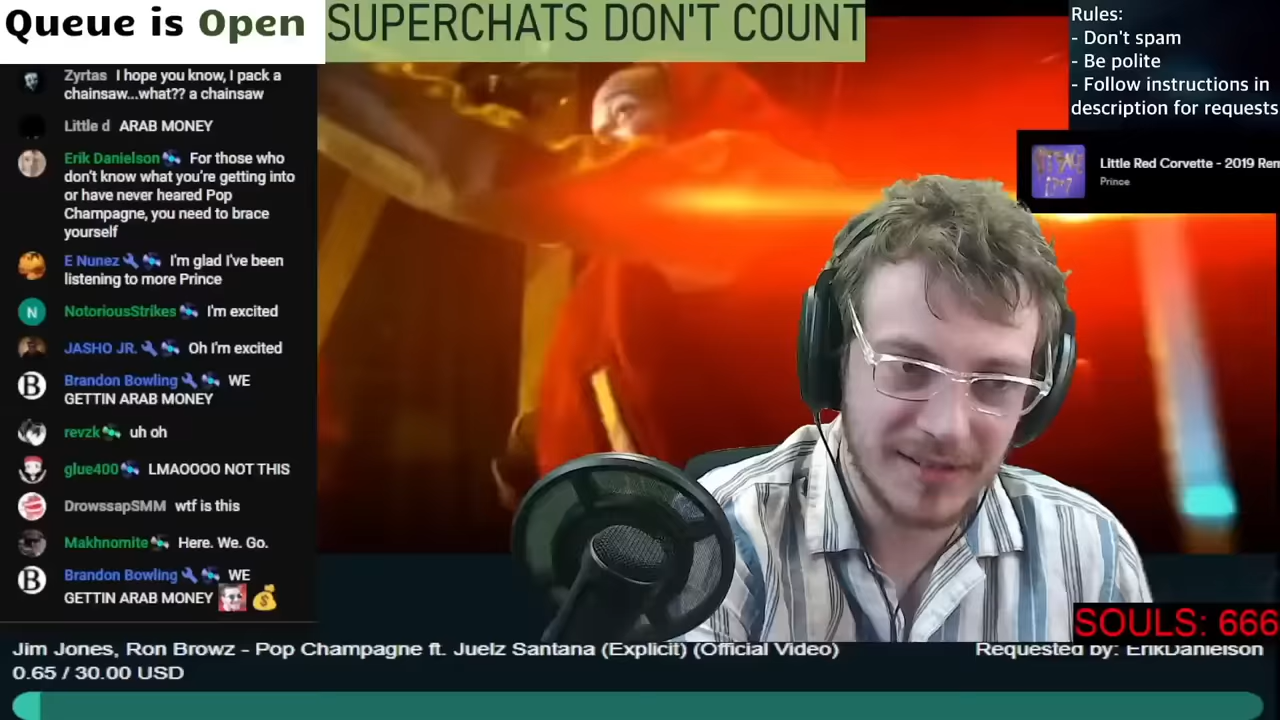 Queue is Open
SUPERCHATS DON'T COUNT
Rules:
- Don't spam
- Be polite
- Follow instructions in
description for requests
Little Red Corvette - 2019 Rem
Prince
Zyrtas I hope you know, I pack a
chainsaw...what?? a chainsaw
Little d ARAB MONEY
Erik Danielson For those who
don't know what you're getting into
or have never heared Pop
Champagne, you need to brace
yourself
E Nunez I'm glad I've been
listening to more Prince
NotoriousStrikes I'm excited
JASHO JR. Oh I'm excited
Brandon Bowling WE
GETTIN ARAB MONEY
revzk uh oh
glue400 LMAOOOO NOT THIS
DrowssapSMM wtf is this
Makhnomite Here. We. Go.
Brandon Bowling WE
GETTIN ARAB MONEY
SOULS: 666
Jim Jones, Ron Browz - Pop Champagne ft. Juelz Santana (Explicit) (Official Video)
Requested by: ErikDanielson
0.65 / 30.00 USD